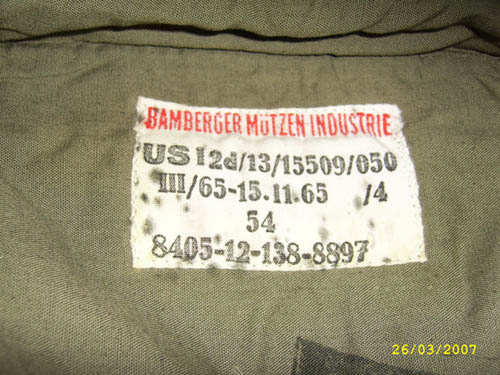 BAMBERGER MÜTZEN-INDUSTRIE
US 12d/13/15509/050
III/65-15.11.65 /4
54
8405-12-138-8897
26/03/2007